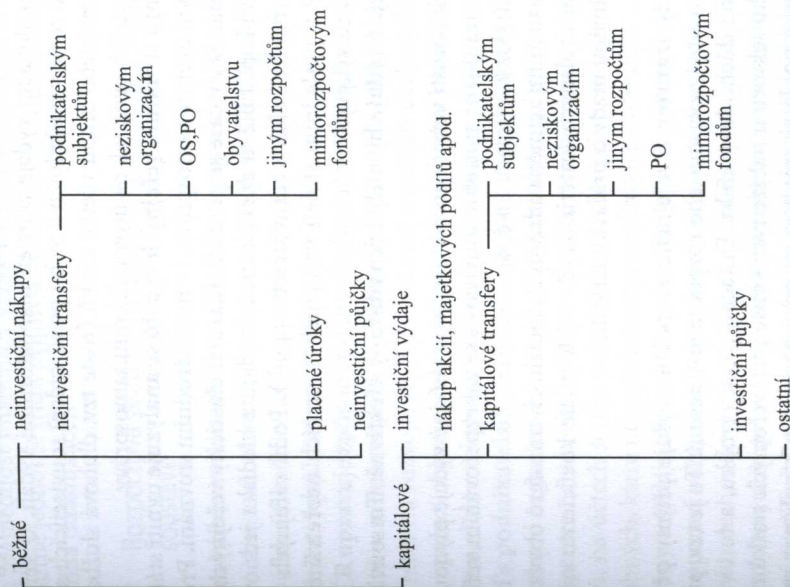 běžné
neinvestiční nákupy
neinvestiční transfery
podnikatelským
subjektům
neziskovým
organizacím
OS,PO
obyvatelstvu
jiným rozpočtům
mimorozpočtovým
fondům
placené úroky
neinvestiční půjčky
kapitálové
investiční výdaje
nákup akcií, majetkových podílů apod.
kapitálové transfery
podnikatelským
subjektům
neziskovým
organizacím
jiným rozpočtům
PO
mimorozpočtovým
fondům
investiční půjčky
ostatní